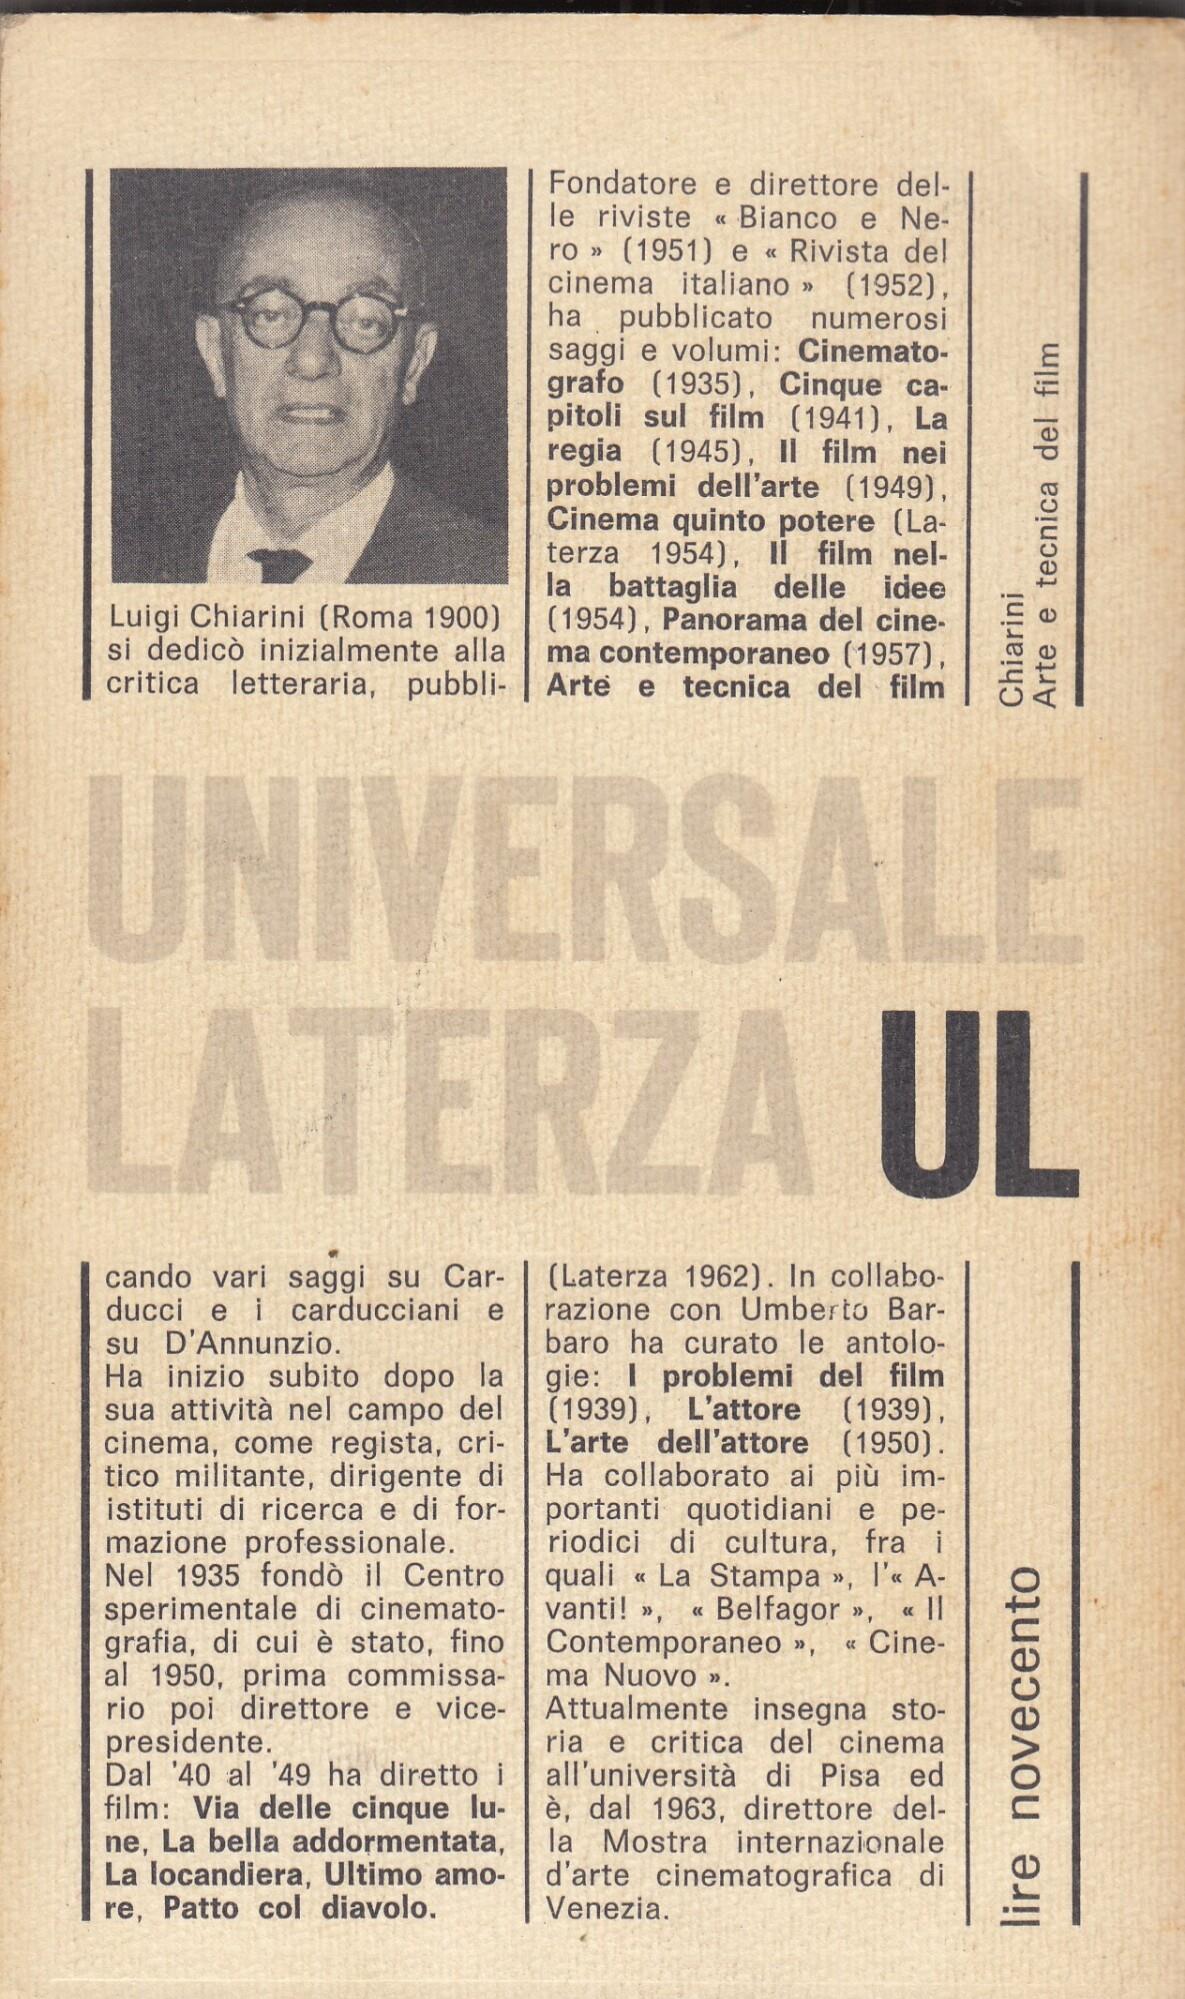 Luigi Chiarini (Roma 1900)
si dedicò inizialmente alla
critica letteraria, pubbli-
cando vari saggi su Car-
ducci e i carducciani e
su D'Annunzio.
Ha inizio subito dopo la
sua attività nel campo del
cinema, come regista, cri-
tico militante, dirigente di
istituti di ricerca e di for-
mazione professionale.
Nel 1935 fondò il Centro
sperimentale di cinemato-
grafia, di cui è stato, fino
al 1950, prima commissa-
rio poi direttore e vice-
presidente.
Dal '40 al '49 ha diretto i
film: Via delle cinque lu-
ne, La bella addormentata,
La locandiera, Ultimo amo-
re, Patto col diavolo.
Fondatore e direttore del-
le riviste « Bianco e Ne-
ro » (1951) e « Rivista del
cinema italiano » (1952),
ha pubblicato numerosi
saggi e volumi: Cinemato-
grafo (1935), Cinque ca-
pitoli sul film (1941), La
regia (1945), Il film nei
problemi dell'arte (1949),
Cinema quinto potere (La-
terza 1954), Il film nel-
la battaglia delle idee
(1954), Panorama del cine-
ma contemporaneo (1957),
Arte e tecnica del film
(Laterza 1962). In collabo-
razione con Umberto Bar-
baro ha curato le antolo-
gie: I problemi del film
(1939), L'attore (1939),
L'arte dell'attore (1950).
Ha collaborato ai più im-
portanti quotidiani e pe-
riodici di cultura, fra i
quali « La Stampa », l'« A-
vanti! », « Belfagor », « Il
Contemporaneo », « Cine-
ma Nuovo ».
Attualmente insegna sto-
ria e critica del cinema
all'università di Pisa ed
è, dal 1963, direttore del-
la Mostra internazionale
d'arte cinematografica di
Venezia.
Chiarini
Arte e tecnica del film
UNIVERSALE
LATERZA UL
lire novecento